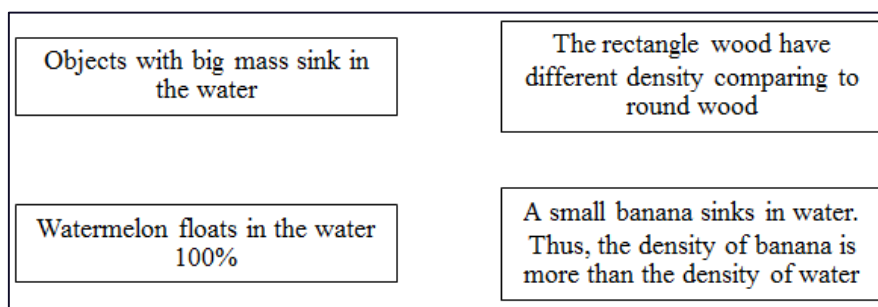 Objects with big mass sink in
the water
The rectangle wood have
different density comparing to
round wood
Watermelon floats in the water
100%
A small banana sinks in water.
Thus, the density of banana is
more than the density of water